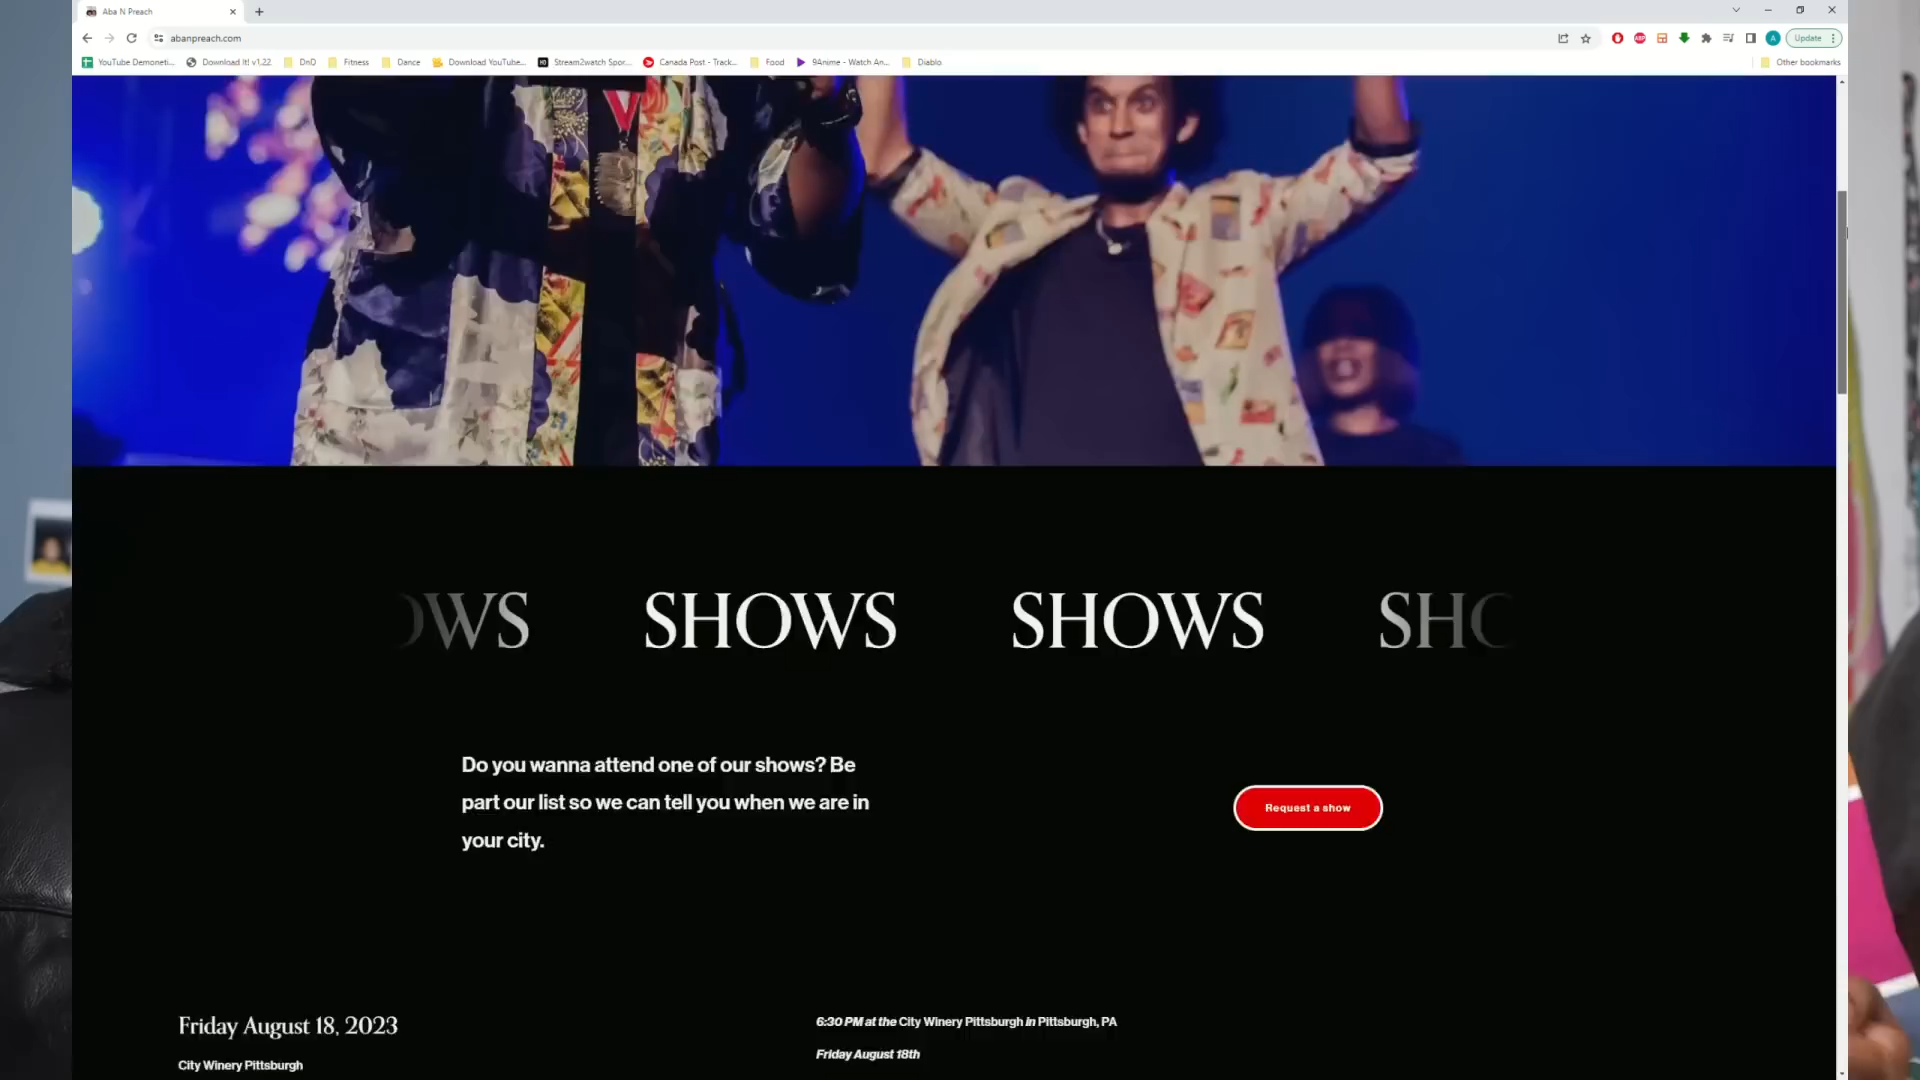 Aba N Preach
abanpreach.com
Update
YouTube Demoneti...
Download It! v1.22
DnD
Fitness
Dance
Download YouTube...
Stream2watch Spor...
Canada Post - Track...
Food
9Anime - Watch An...
Diablo
Other bookmarks
OWS SHOWS SHOWS SHO
Do you wanna attend one of our shows? Be
part our list so we can tell you when we are in
your city.
Request a show
Friday August 18, 2023
City Winery Pittsburgh
6:30 PM at the City Winery Pittsburgh in Pittsburgh, PA
Friday August 18th